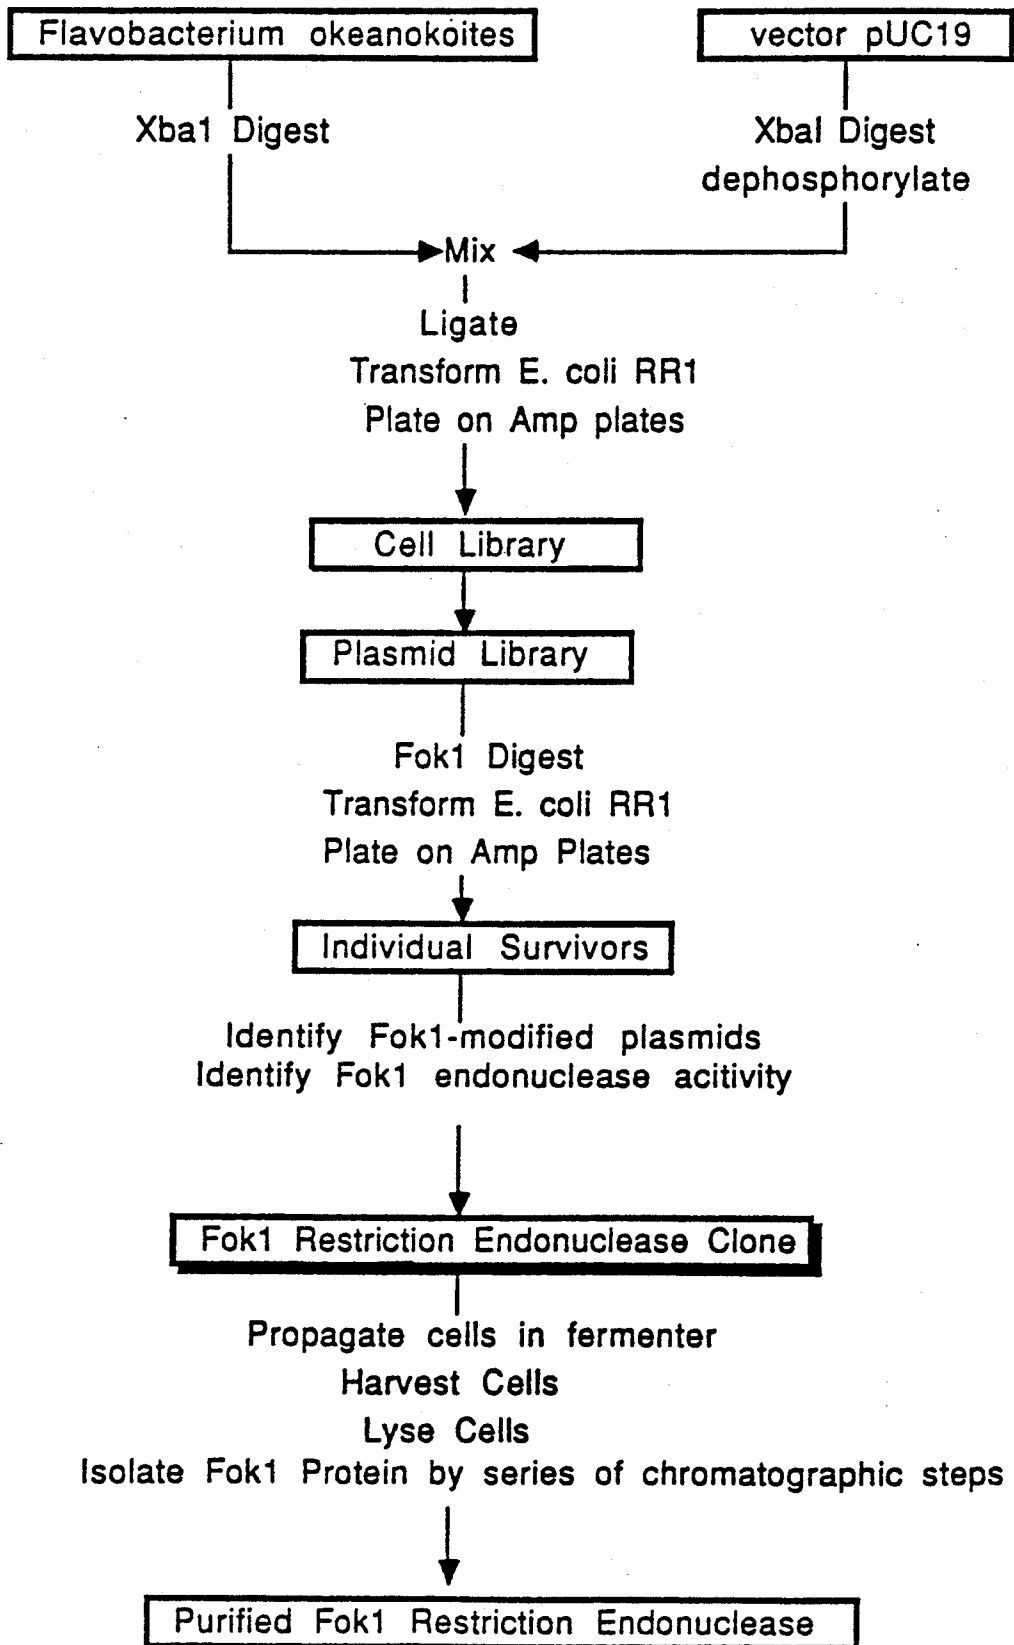 Flavobacterium okeanokoites
vector pUC19
Xba1 Digest
XbaI Digest
dephosphorylate
Mix
Ligate
Transform E. coli RR1
Plate on Amp plates
Cell Library
Plasmid Library
Fok1 Digest
Transform E. coli RR1
Plate on Amp Plates
Individual Survivors
Identify Fok1-modified plasmids
Identify Fok1 endonuclease acitivity
Fok1 Restriction Endonuclease Clone
Propagate cells in fermenter
Harvest Cells
Lyse Cells
Isolate Fok1 Protein by series of chromatographic steps
Purified Fok1 Restriction Endonuclease